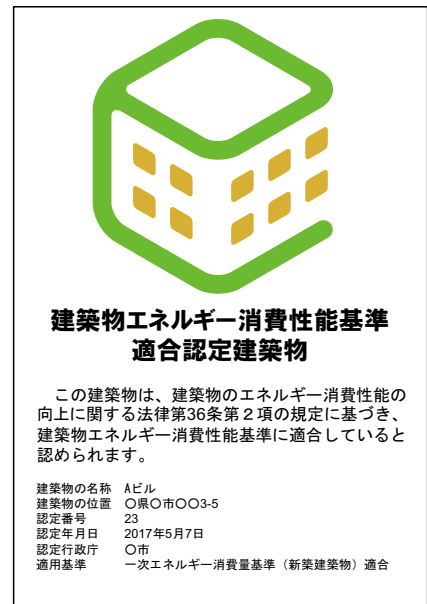 建築物エネルギー消費性能基準
適合認定建築物
この建築物は、建築物のエネルギー消費性能の
向上に関する法律第36条第２項の規定に基づき、
建築物エネルギー消費性能基準に適合していると
認められます。
建築物の名称 Aビル
建築物の位置 〇県〇市〇〇3-5
認定番号 23
認定年月日 2017年5月7日
認定行政庁 〇市
適用基準 一次エネルギー消費量基準（新築建築物）適合